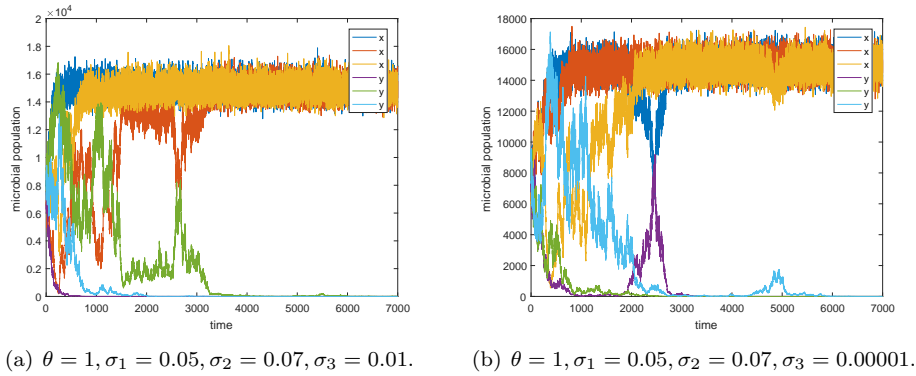 ×10⁴
2
1.8
1.6
1.4
1.2
1
0.8
0.6
0.4
0.2
0
microbial population
0 1000 2000 3000 4000 5000 6000 7000
time
x
x
x
y
y
y
18000
16000
14000
12000
10000
8000
6000
4000
2000
0
microbial population
0 1000 2000 3000 4000 5000 6000 7000
time
x
x
x
y
y
y
(a) θ = 1, σ₁ = 0.05, σ₂ = 0.07, σ₃ = 0.01.
(b) θ = 1, σ₁ = 0.05, σ₂ = 0.07, σ₃ = 0.00001.